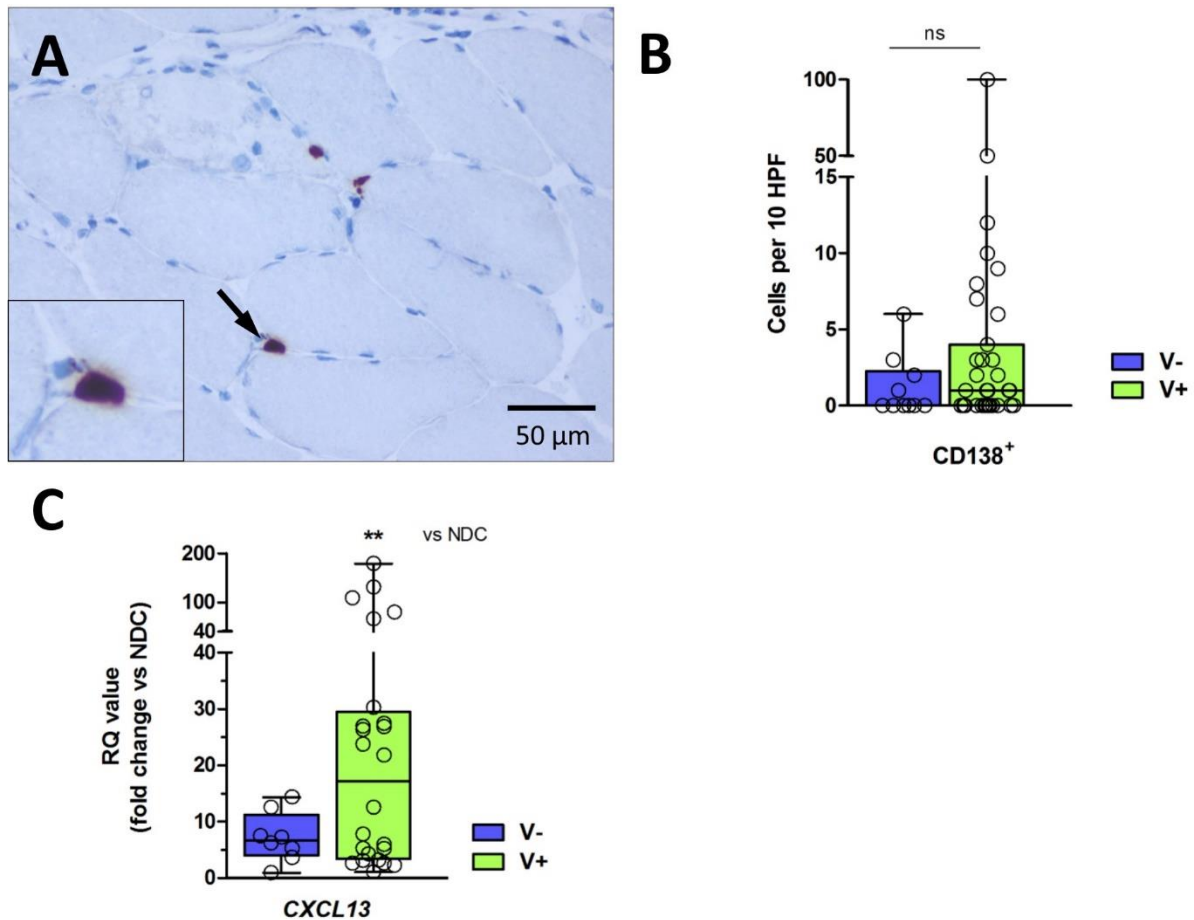 A
50 µm
B
ns
100
50
15
10
5
0
Cells per 10 HPF
CD138+
V-
V+
C
** vs NDC
200
100
40
40
30
20
10
0
RQ value
(fold change vs NDC)
CXCL13
V-
V+